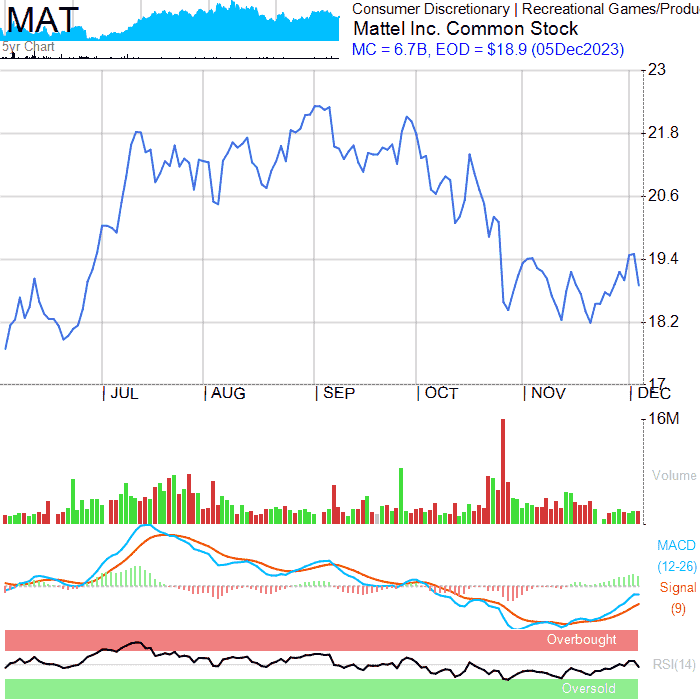 MAT
5yr Chart
Consumer Discretionary | Recreational Games/Produ
Mattel Inc. Common Stock
MC = 6.7B, EOD = $18.9 (05Dec2023)
23
21.8
20.6
19.4
18.2
17
JUL AUG SEP OCT NOV DEC
16M
Volume
MACD
(12-26)
Signal
(9)
Overbought
RSI(14)
Oversold